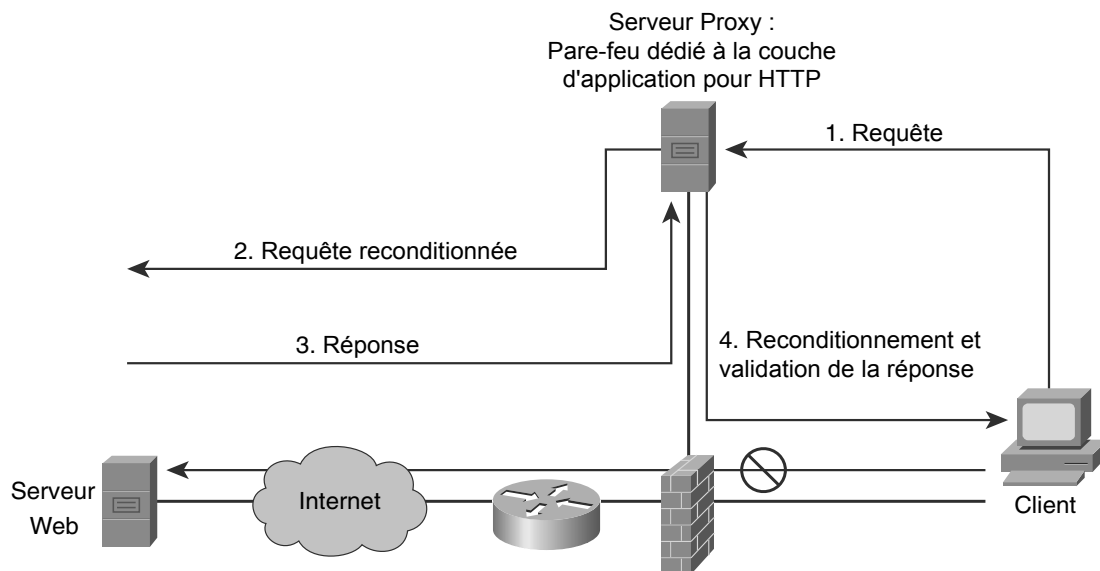 Serveur Proxy :
Pare-feu dédié à la couche
d'application pour HTTP
1. Requête
2. Requête reconditionnée
3. Réponse
4. Reconditionnement et
validation de la réponse
Serveur
Web
Internet
Client